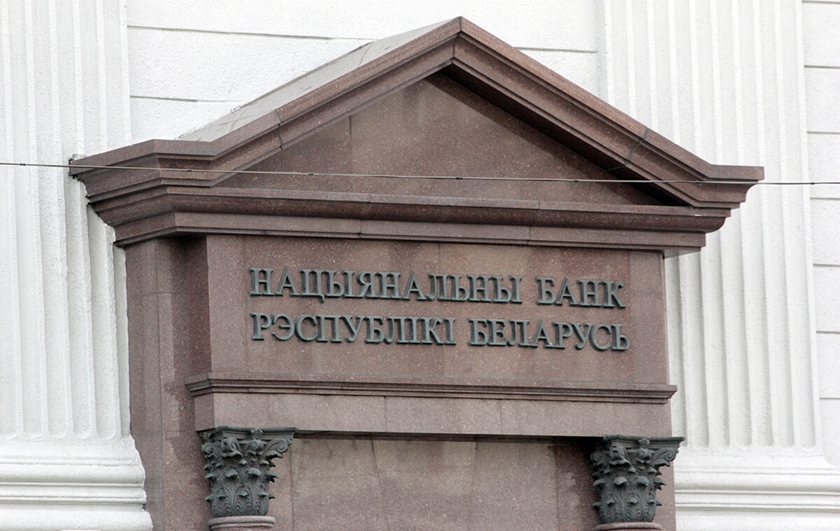 НАЦЫЯНАЛЬНЫ БАНК
РЭСПУБЛІКІ БЕЛАРУСЬ